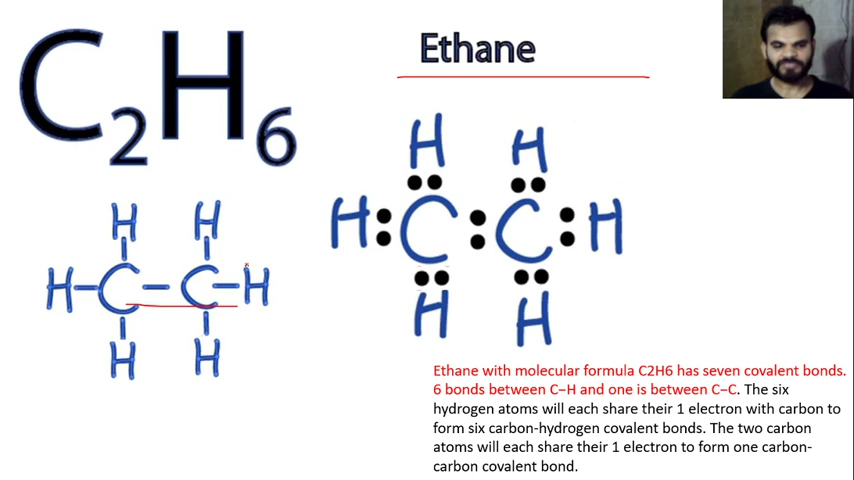 C2H6
Ethane
H H
H:C:C:H
H H
H H
H-C-C-H
H H
Ethane with molecular formula C2H6 has seven covalent bonds.
6 bonds between C−H and one is between C−C. The six
hydrogen atoms will each share their 1 electron with carbon to
form six carbon-hydrogen covalent bonds. The two carbon
atoms will each share their 1 electron to form one carbon-
carbon covalent bond.